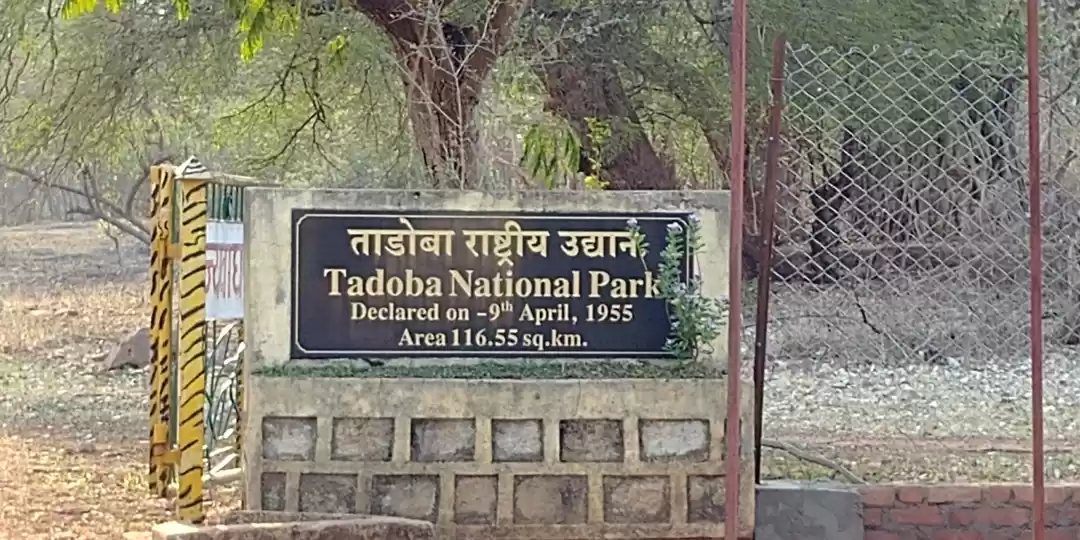 ताडोबा राष्ट्रीय उद्यान
Tadoba National Park
Declared on -9th April, 1955
Area 116.55 sq.km.